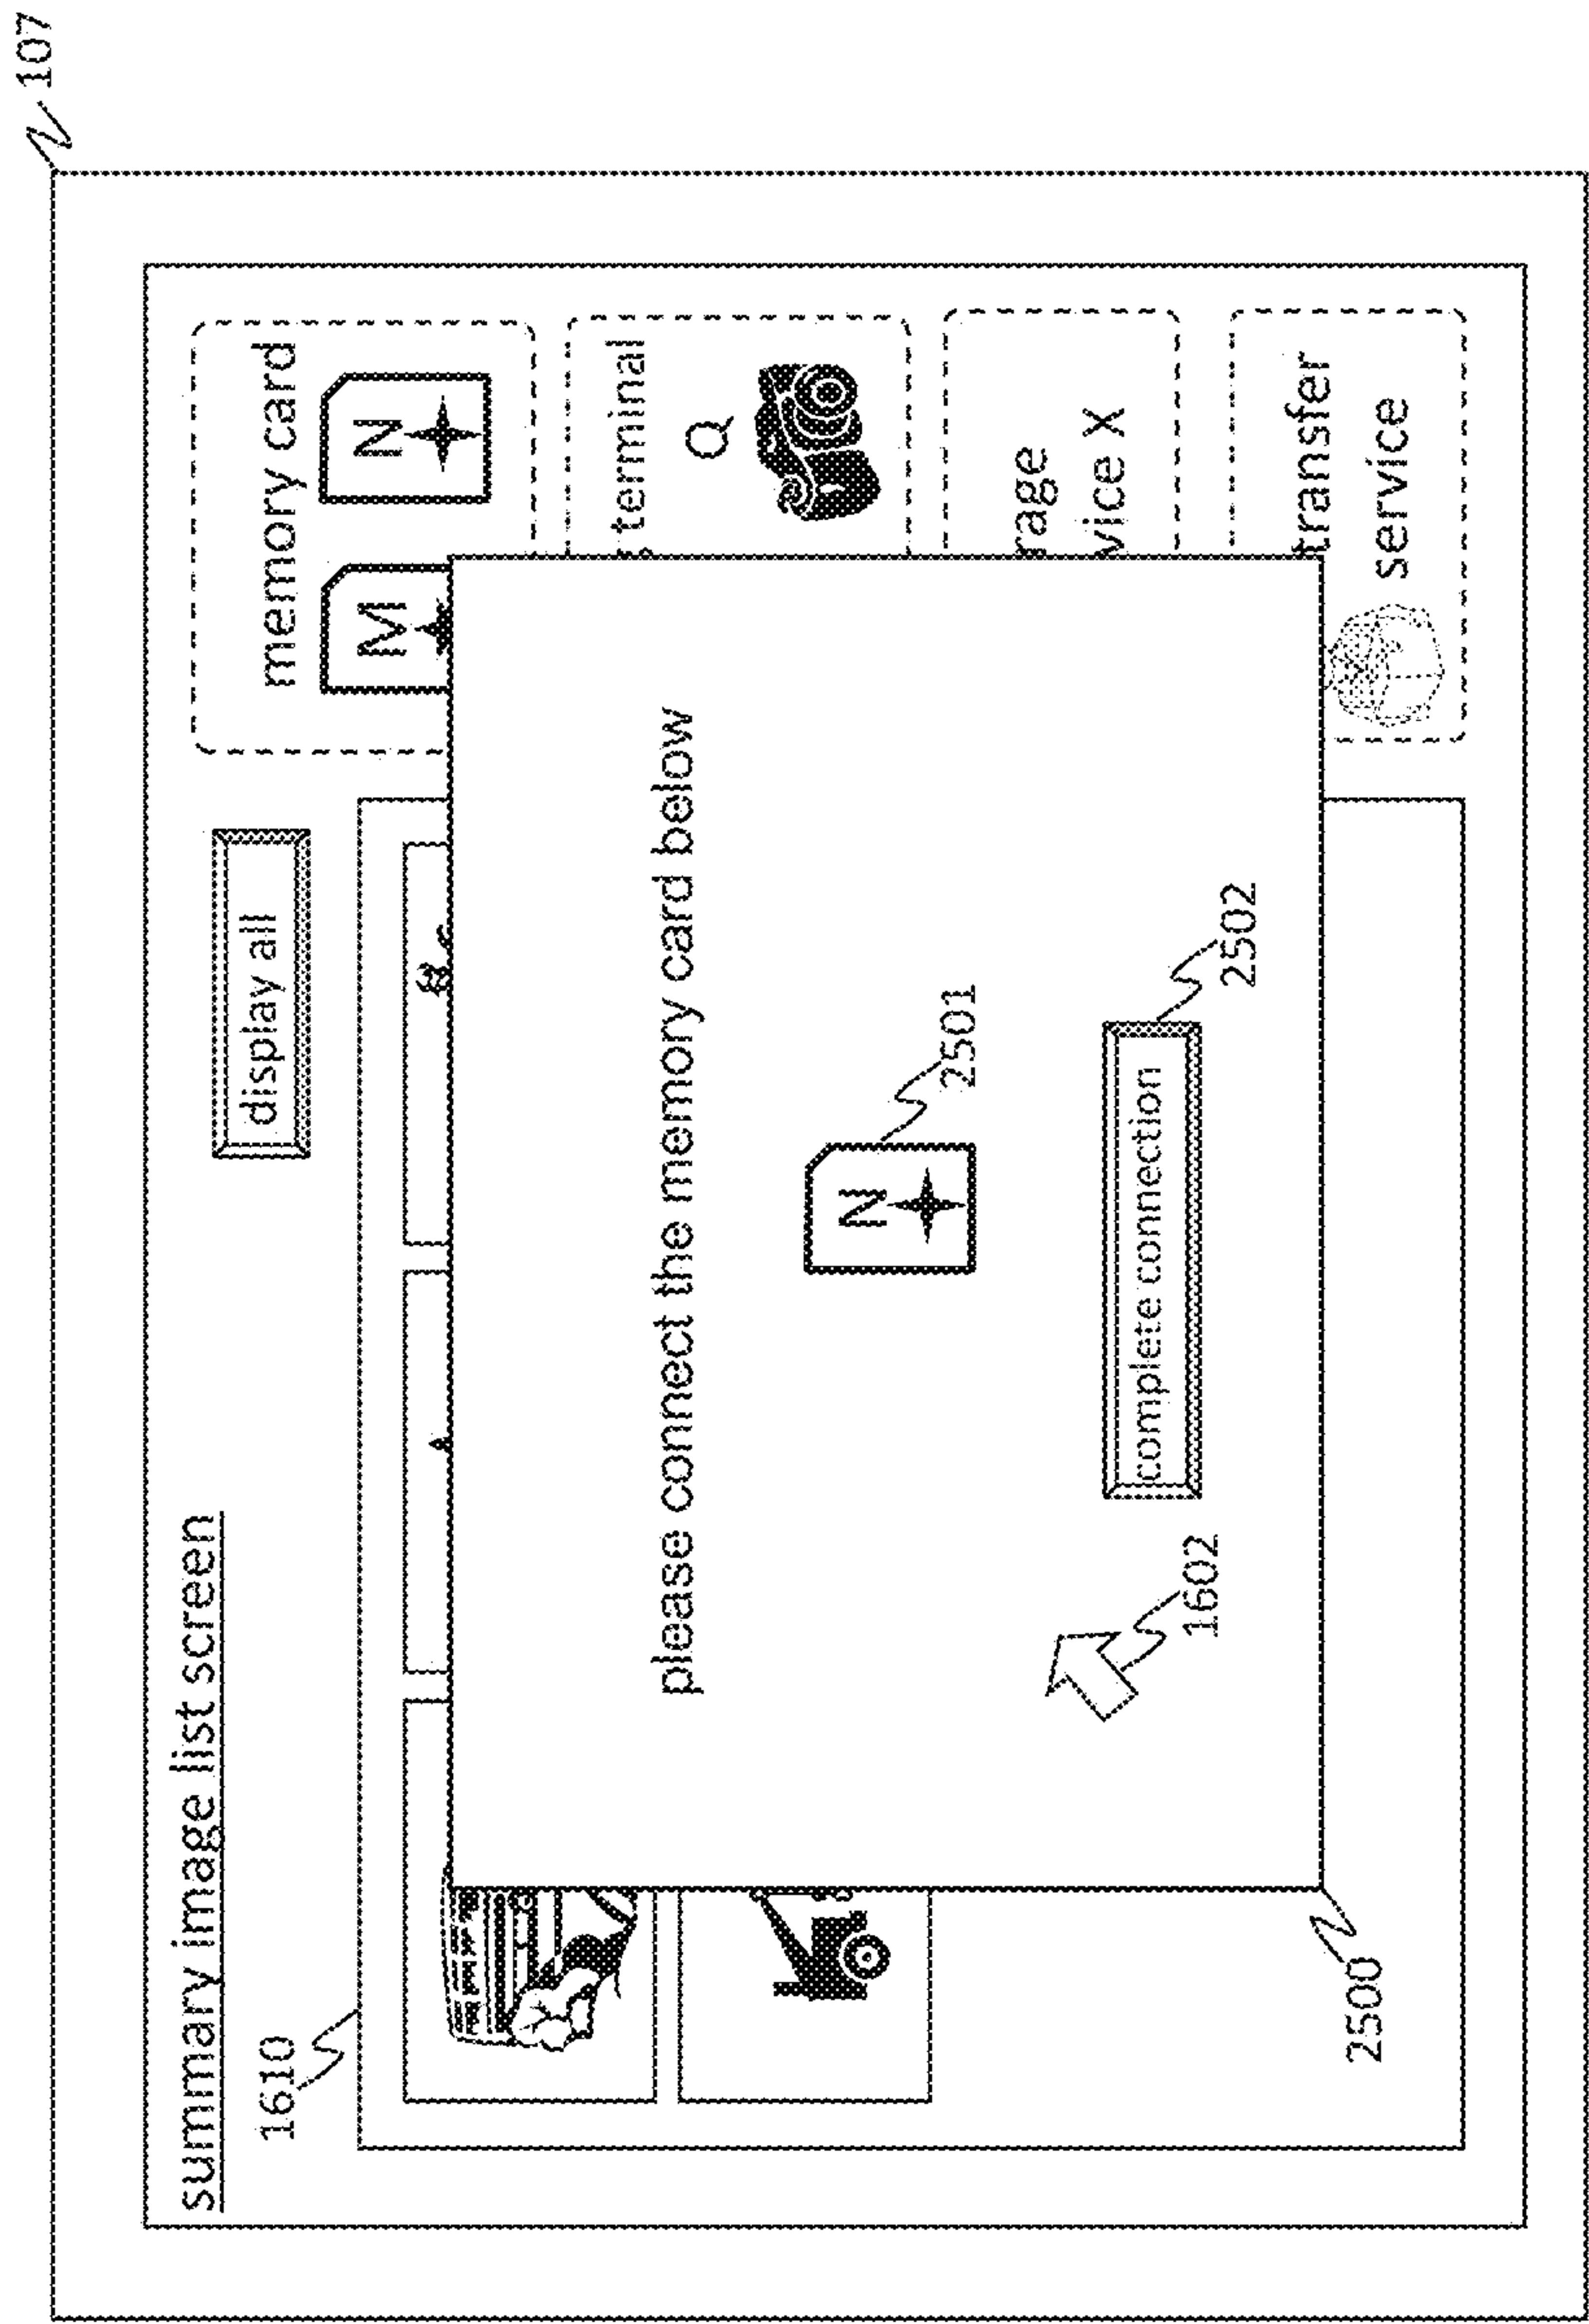 107
summary image list screen
display all
1610
memory card
M
N
terminal
Q
rage
vice X
transfer
service
please connect the memory card below
N
2501
complete connection
2502
1602
2500